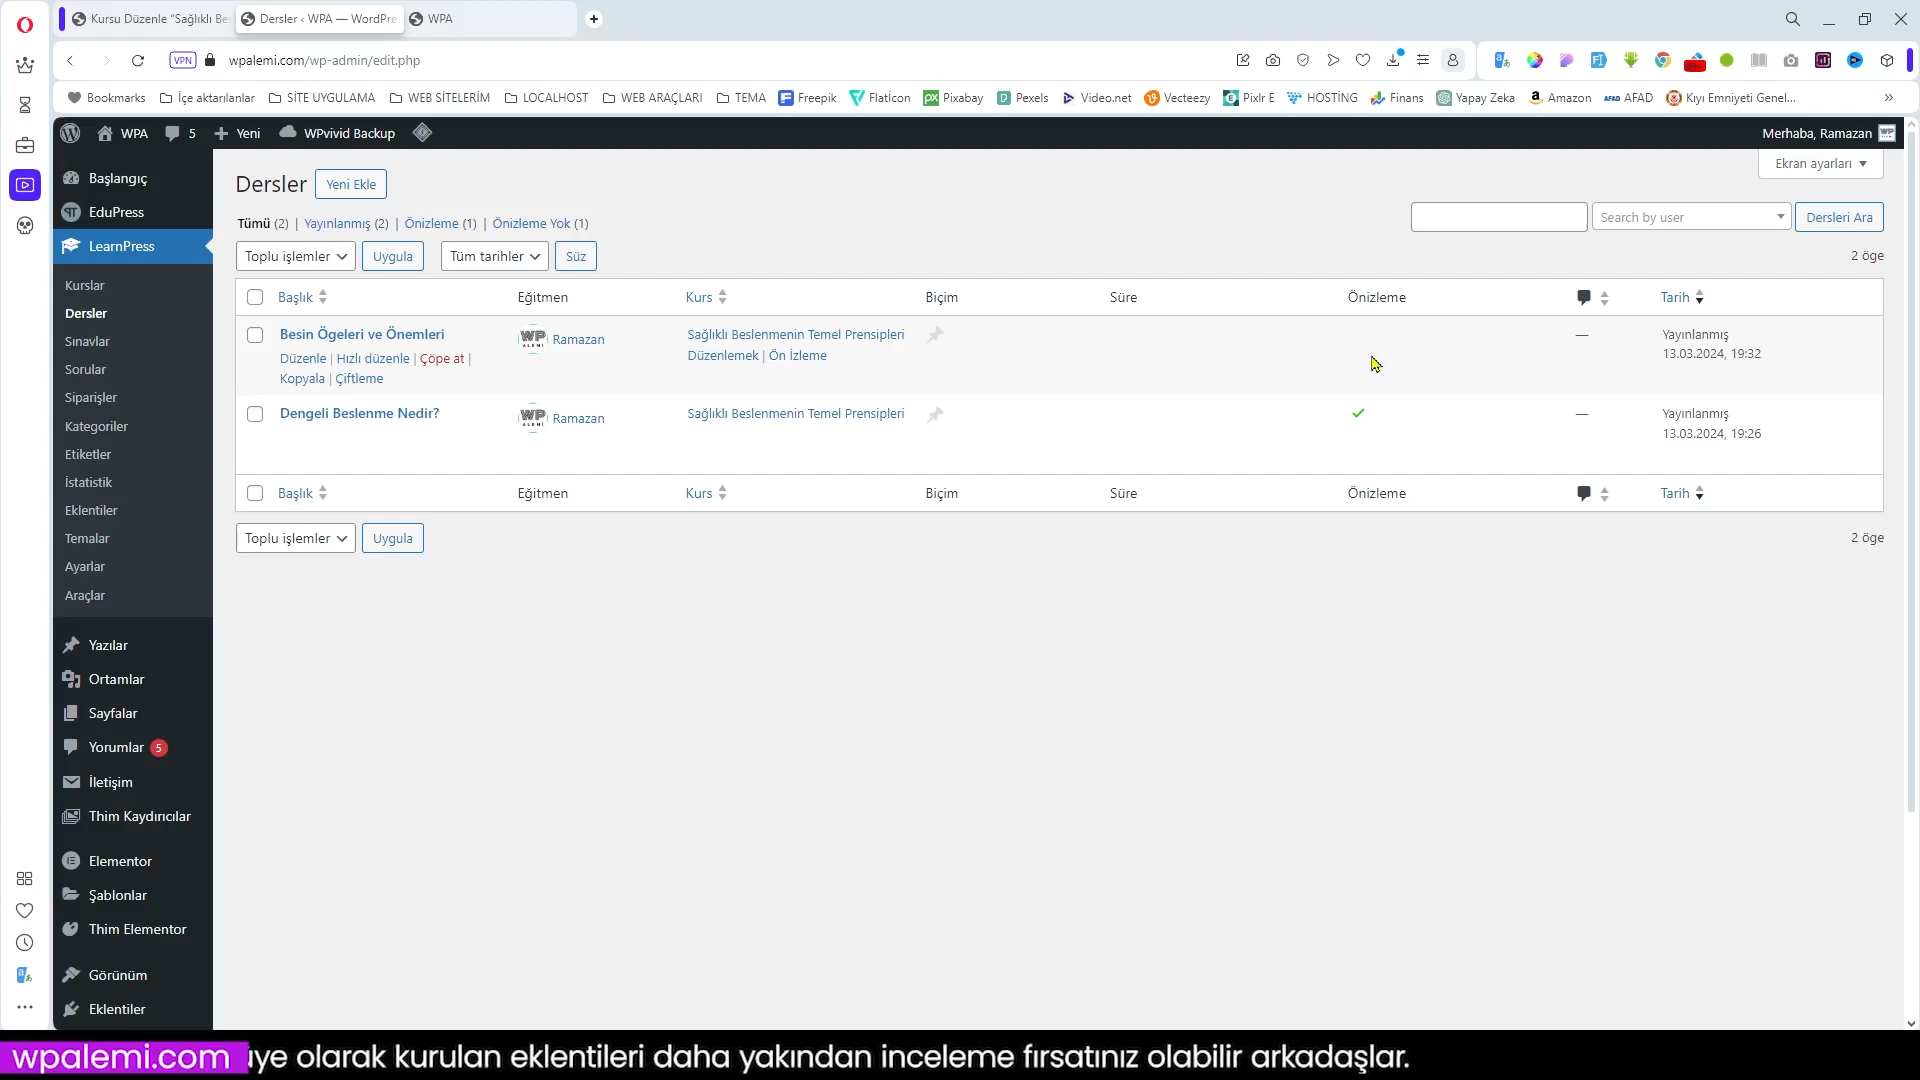 Kursu Düzenle "Sağlıklı Be
Dersler ‹ WPA — WordPre
WPA
VPN
wpalemi.com/wp-admin/edit.php
Bookmarks
İçe aktarılanlar
SİTE UYGULAMA
WEB SİTELERİM
LOCALHOST
WEB ARAÇLARI
TEMA
Freepik
Flatİcon
Pixabay
Pexels
Video.net
Vecteezy
Pixlr E
HOSTİNG
Finans
Yapay Zeka
Amazon
AFAD
Kıyı Emniyeti Genel...
WPA
5
Yeni
WPvivid Backup
Merhaba, Ramazan
Başlangıç
EduPress
LearnPress
Kurslar
Dersler
Sınavlar
Sorular
Siparişler
Kategoriler
Etiketler
İstatistik
Eklentiler
Temalar
Ayarlar
Araçlar
Yazılar
Ortamlar
Sayfalar
Yorumlar 5
İletişim
Thim Kaydırıcılar
Elementor
Şablonlar
Thim Elementor
Görünüm
Eklentiler
Ekran ayarları
Dersler Yeni Ekle
Tümü (2) | Yayınlanmış (2) | Önizleme (1) | Önizleme Yok (1)
Search by user
Dersleri Ara
Toplu işlemler Uygula Tüm tarihler Süz
2 öge
Başlık Eğitmen Kurs Biçim Süre Önizleme Tarih
Besin Ögeleri ve Önemleri
Düzenle | Hızlı düzenle | Çöpe at |
Kopyala | Çiftleme
WP ALEMİ Ramazan
Sağlıklı Beslenmenin Temel Prensipleri
Düzenlemek | Ön İzleme
—
Yayınlanmış
13.03.2024, 19:32
Dengeli Beslenme Nedir?
WP ALEMİ Ramazan
Sağlıklı Beslenmenin Temel Prensipleri
—
Yayınlanmış
13.03.2024, 19:26
Başlık Eğitmen Kurs Biçim Süre Önizleme Tarih
Toplu işlemler Uygula
2 öge
wpalemi.com
üye olarak kurulan eklentileri daha yakından inceleme fırsatınız olabilir arkadaşlar.